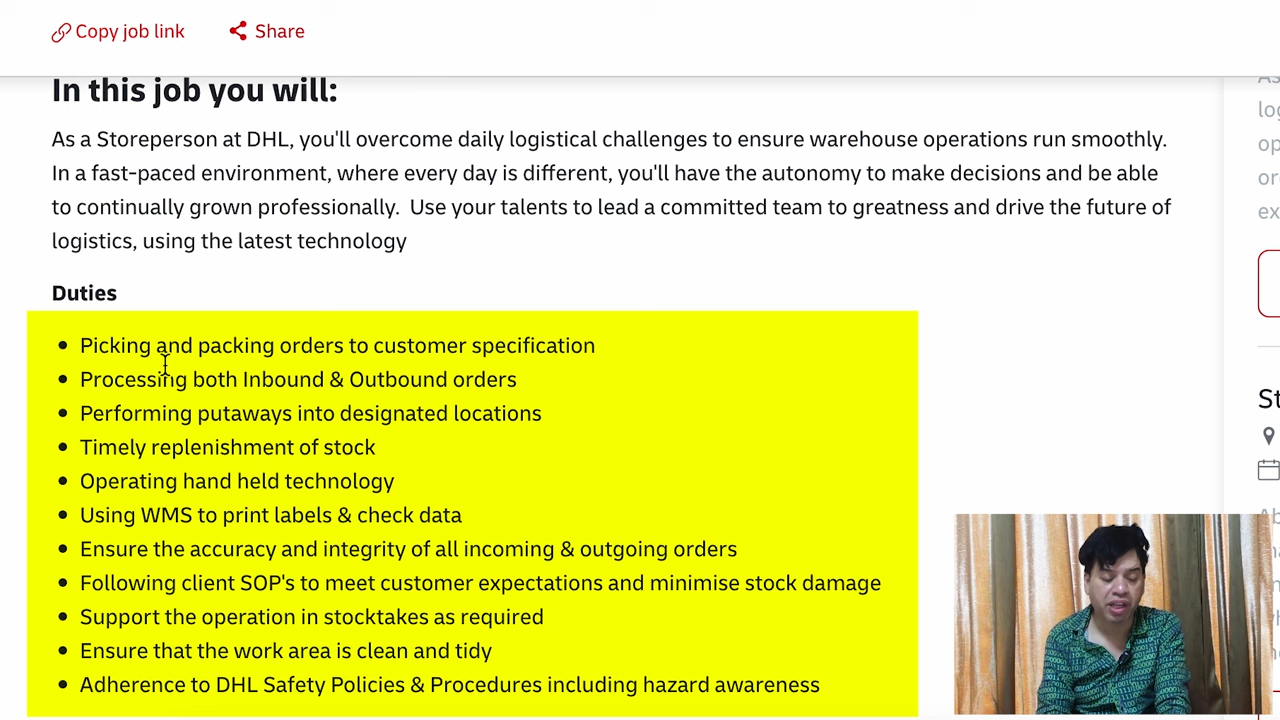 Copy job link Share
In this job you will:
As a Storeperson at DHL, you'll overcome daily logistical challenges to ensure warehouse operations run smoothly.
In a fast-paced environment, where every day is different, you'll have the autonomy to make decisions and be able
to continually grown professionally.  Use your talents to lead a committed team to greatness and drive the future of
logistics, using the latest technology
Duties
• Picking and packing orders to customer specification
• Processing both Inbound & Outbound orders
• Performing putaways into designated locations
• Timely replenishment of stock
• Operating hand held technology
• Using WMS to print labels & check data
• Ensure the accuracy and integrity of all incoming & outgoing orders
• Following client SOP's to meet customer expectations and minimise stock damage
• Support the operation in stocktakes as required
• Ensure that the work area is clean and tidy
• Adherence to DHL Safety Policies & Procedures including hazard awareness